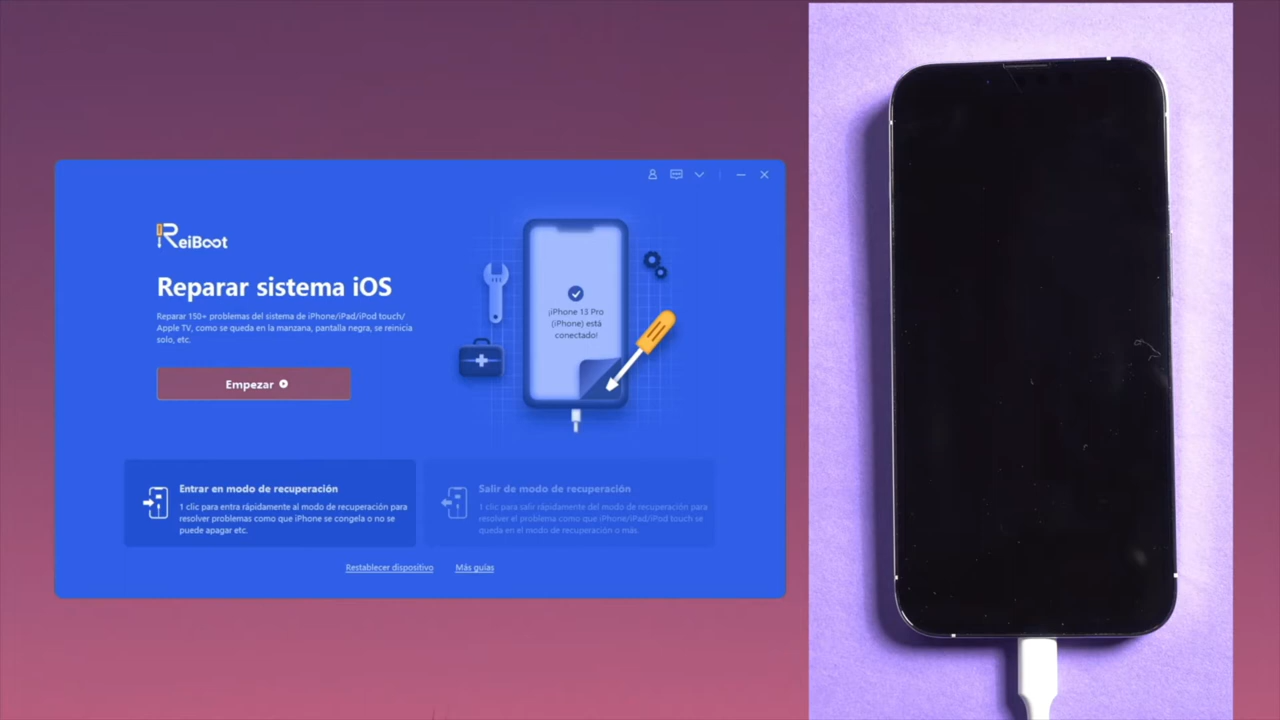 ReiBoot
Reparar sistema iOS
Reparar 150+ problemas del sistema de iPhone/iPad/iPod touch/
Apple TV, como se queda en la manzana, pantalla negra, se reinicia
solo, etc.
Empezar
¡iPhone 13 Pro
(iPhone) está
conectado!
Entrar en modo de recuperación
1 clic para entra rápidamente al modo de recuperación para
resolver problemas como que iPhone se congela o no se
puede apagar etc.
Salir de modo de recuperación
1 clic para salir rápidamente del modo de recuperación para
resolver el problema como que iPhone/iPad/iPod touch se
queda en el modo de recuperación o más.
Restablecer dispositivo
Más guías